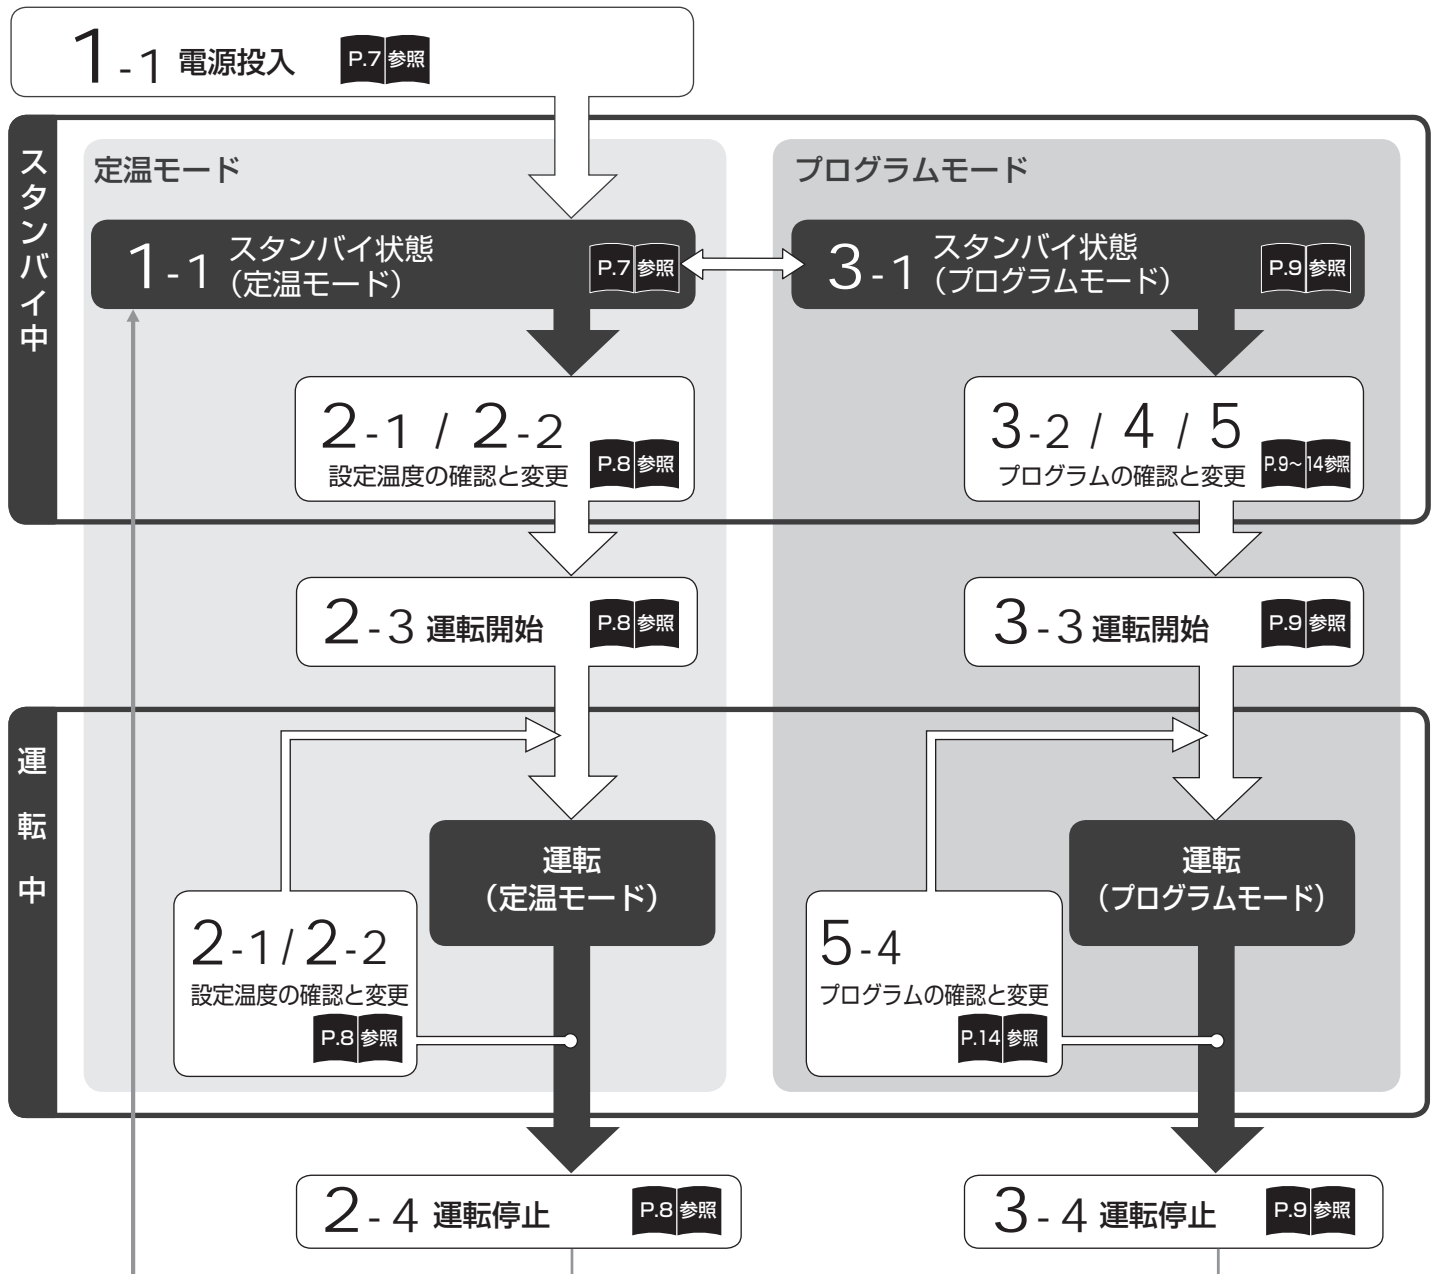 1-1 電源投入 P.7参照
スタンバイ中
定温モード
プログラムモード
1-1 スタンバイ状態
(定温モード)
P.7参照
3-1 スタンバイ状態
(プログラムモード)
P.9参照
2-1 / 2-2
設定温度の確認と変更
P.8参照
3-2 / 4 / 5
プログラムの確認と変更
P.9〜14参照
2-3 運転開始 P.8参照
3-3 運転開始 P.9参照
運転中
運転
(定温モード)
運転
(プログラムモード)
2-1/2-2
設定温度の確認と変更
P.8参照
5-4
プログラムの確認と変更
P.14参照
2-4 運転停止 P.8参照
3-4 運転停止 P.9参照